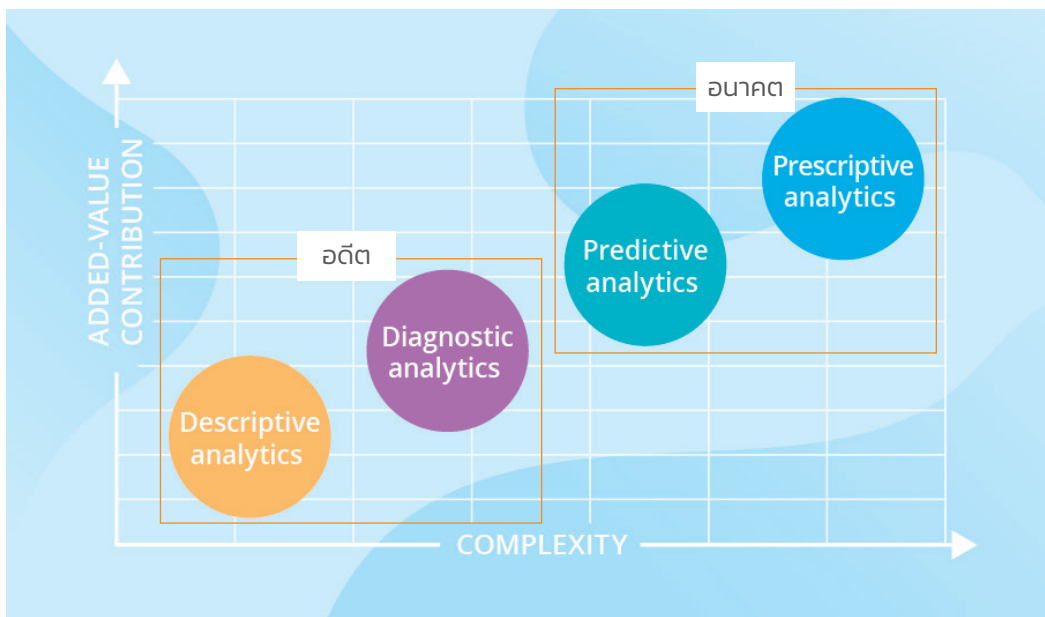 อนาคต
Prescriptive
analytics
ADDED-VALUE
CONTRIBUTION
Predictive
analytics
อดีต
Diagnostic
analytics
Descriptive
analytics
COMPLEXITY